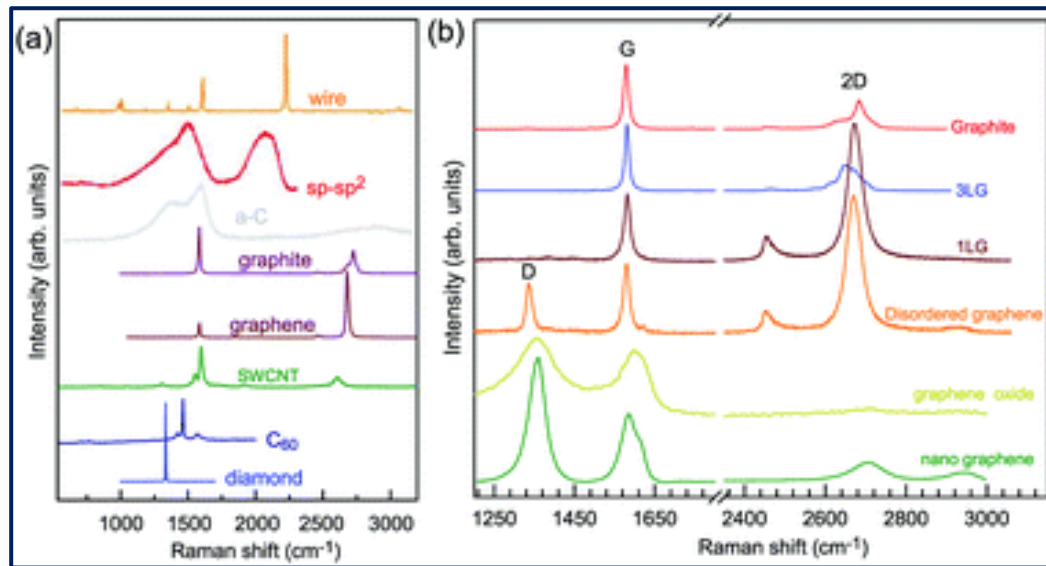 (a)
wire
sp-sp²
a-C
graphite
graphene
SWCNT
C₆₀
diamond
Intensity (arb. units)
1000 1500 2000 2500 3000
Raman shift (cm⁻¹)
(b)
G
2D
D
Graphite
3LG
1LG
Disordered graphene
graphene oxide
nano graphene
Intensity (arb. units)
1250 1450 1650 2400 2600 2800 3000
Raman shift (cm⁻¹)